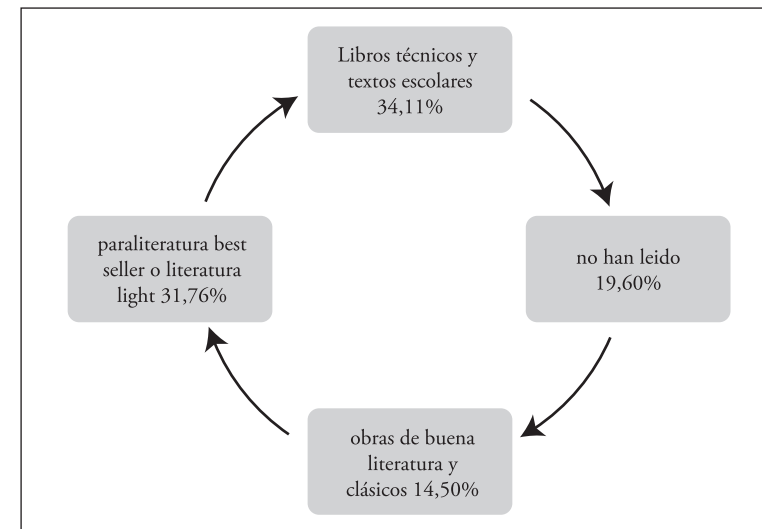 Libros técnicos y
textos escolares
34,11%
paraliteratura best
seller o literatura
light 31,76%
no han leido
19,60%
obras de buena
literatura y
clásicos 14,50%